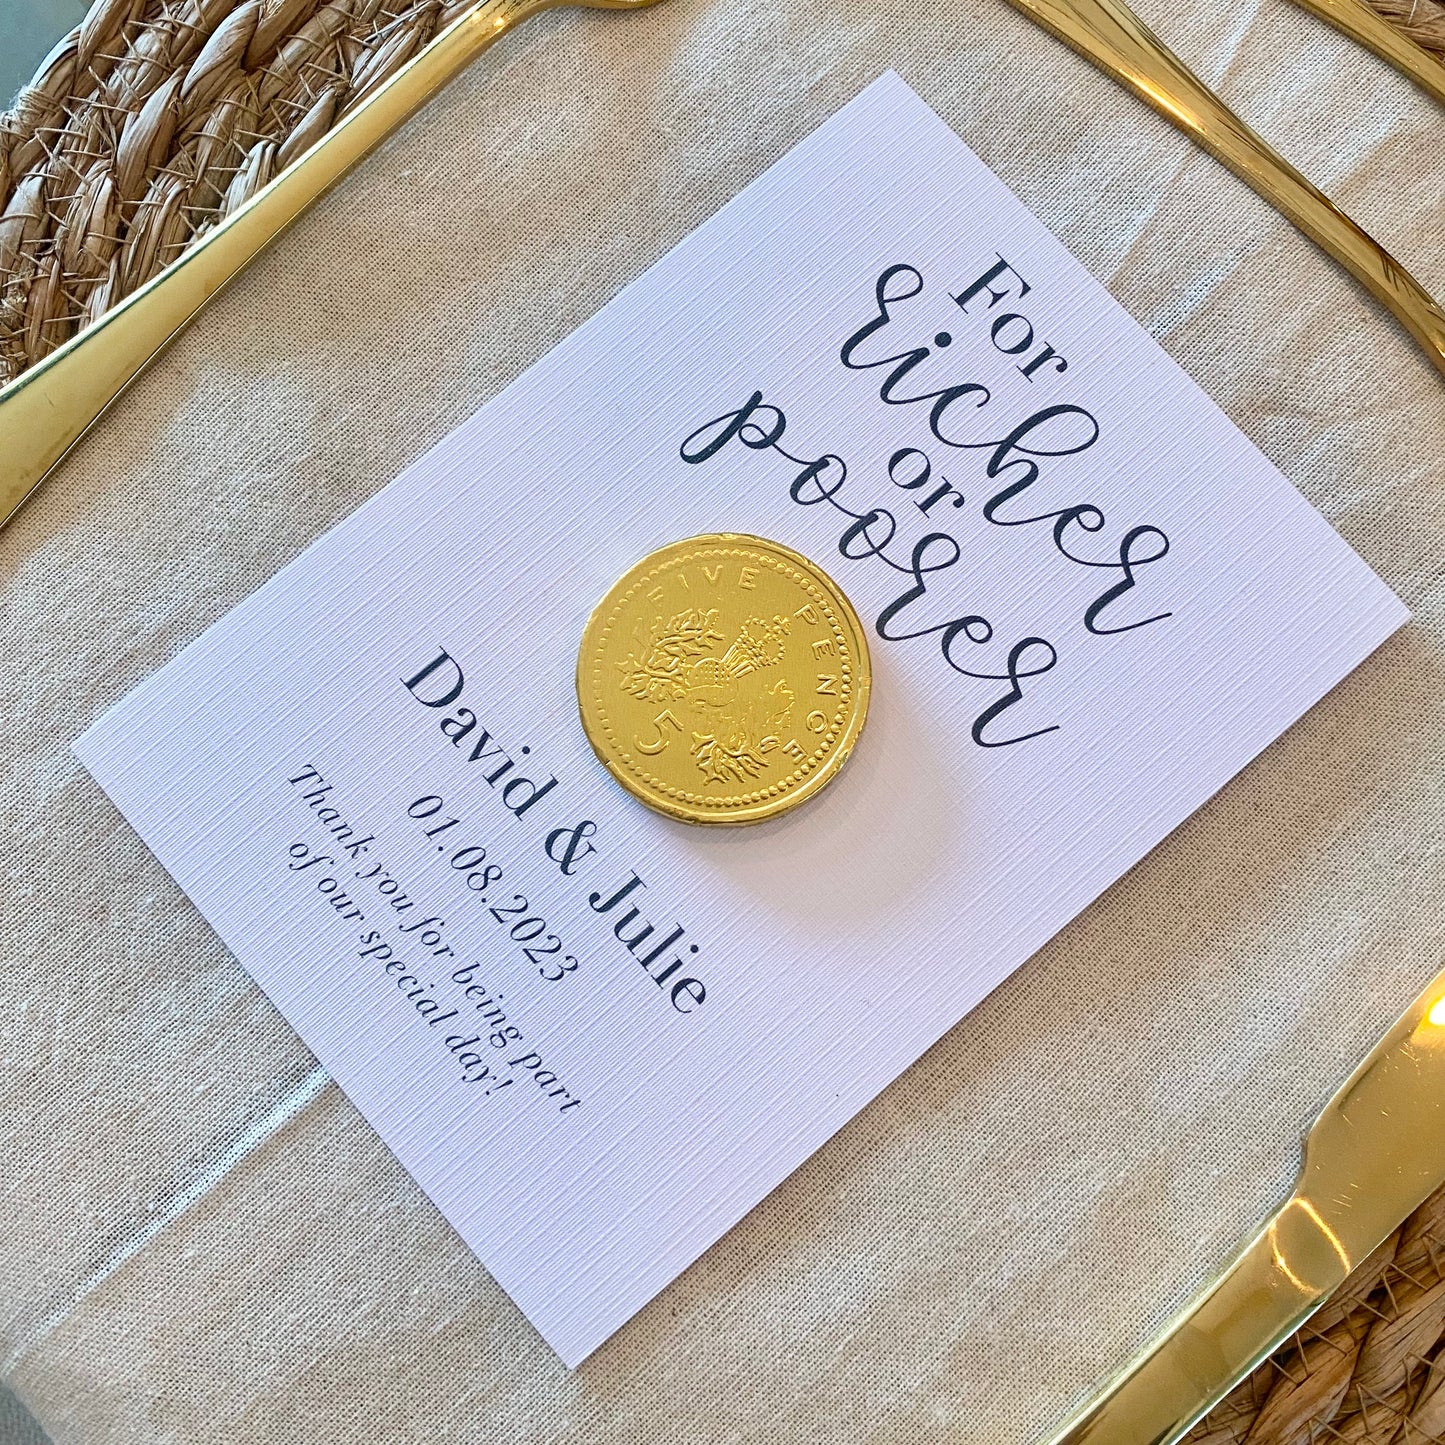 For
richer
or
poorer
FIVE PENCE
5
David & Julie
01.08.2023
Thank you for being part
of our special day!